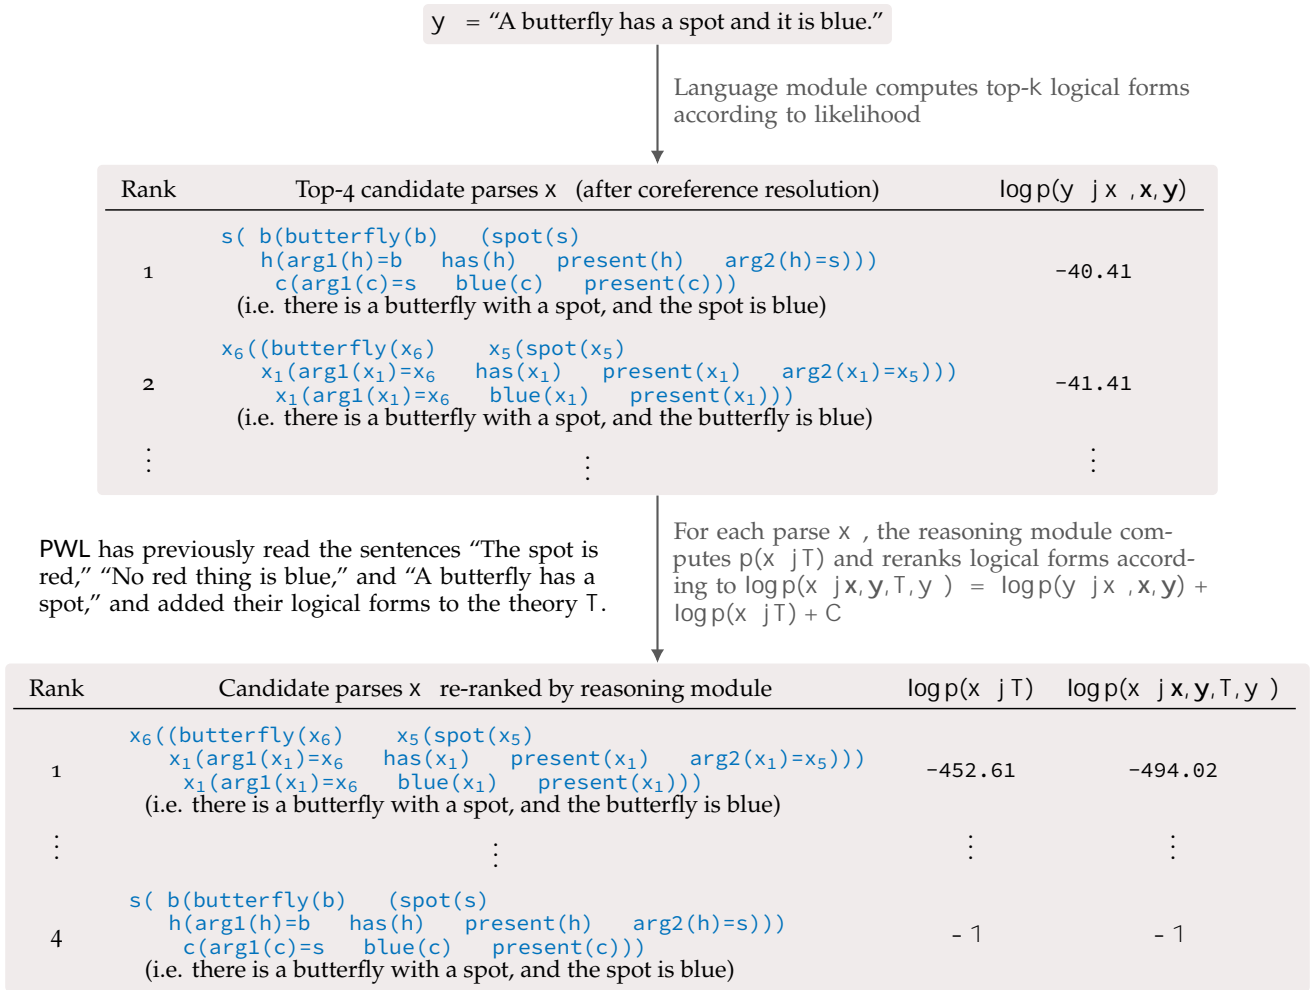 y = “A butterfly has a spot and it is blue.”
Language module computes top-k logical forms
according to likelihood
Rank Top-4 candidate parses x (after coreference resolution) log p(y j x , x, y)
s( b(butterfly(b) (spot(s)
h(arg1(h)=b has(h) present(h) arg2(h)=s)))
1 -40.41
c(arg1(c)=s blue(c) present(c)))
(i.e. there is a butterfly with a spot, and the spot is blue)
x₆((butterfly(x₆) x₅(spot(x₅)
x₁(arg1(x₁)=x₆ has(x₁) present(x₁) arg2(x₁)=x₅)))
2 -41.41
x₁(arg1(x₁)=x₆ blue(x₁) present(x₁)))
(i.e. there is a butterfly with a spot, and the butterfly is blue)
⋮ ⋮ ⋮
PWL has previously read the sentences “The spot is
red,” “No red thing is blue,” and “A butterfly has a
spot,” and added their logical forms to the theory T.
For each parse x , the reasoning module com-
putes p(x jT) and reranks logical forms accord-
ing to log p(x j x, y, T, y ) = log p(y j x , x, y) +
log p(x jT) + C
Rank Candidate parses x re-ranked by reasoning module log p(x jT) log p(x j x, y, T, y )
x₆((butterfly(x₆) x₅(spot(x₅)
x₁(arg1(x₁)=x₆ has(x₁) present(x₁) arg2(x₁)=x₅)))
1 -452.61 -494.02
x₁(arg1(x₁)=x₆ blue(x₁) present(x₁)))
(i.e. there is a butterfly with a spot, and the butterfly is blue)
⋮ ⋮ ⋮ ⋮
s( b(butterfly(b) (spot(s)
h(arg1(h)=b has(h) present(h) arg2(h)=s)))
4 - 1 - 1
c(arg1(c)=s blue(c) present(c)))
(i.e. there is a butterfly with a spot, and the spot is blue)